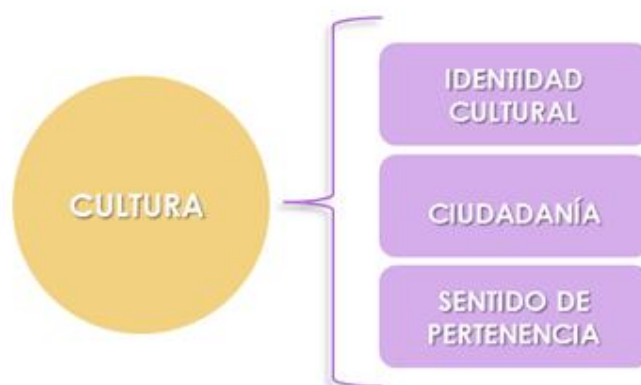 CULTURA
IDENTIDAD
CULTURAL
CIUDADANÍA
SENTIDO DE
PERTENENCIA